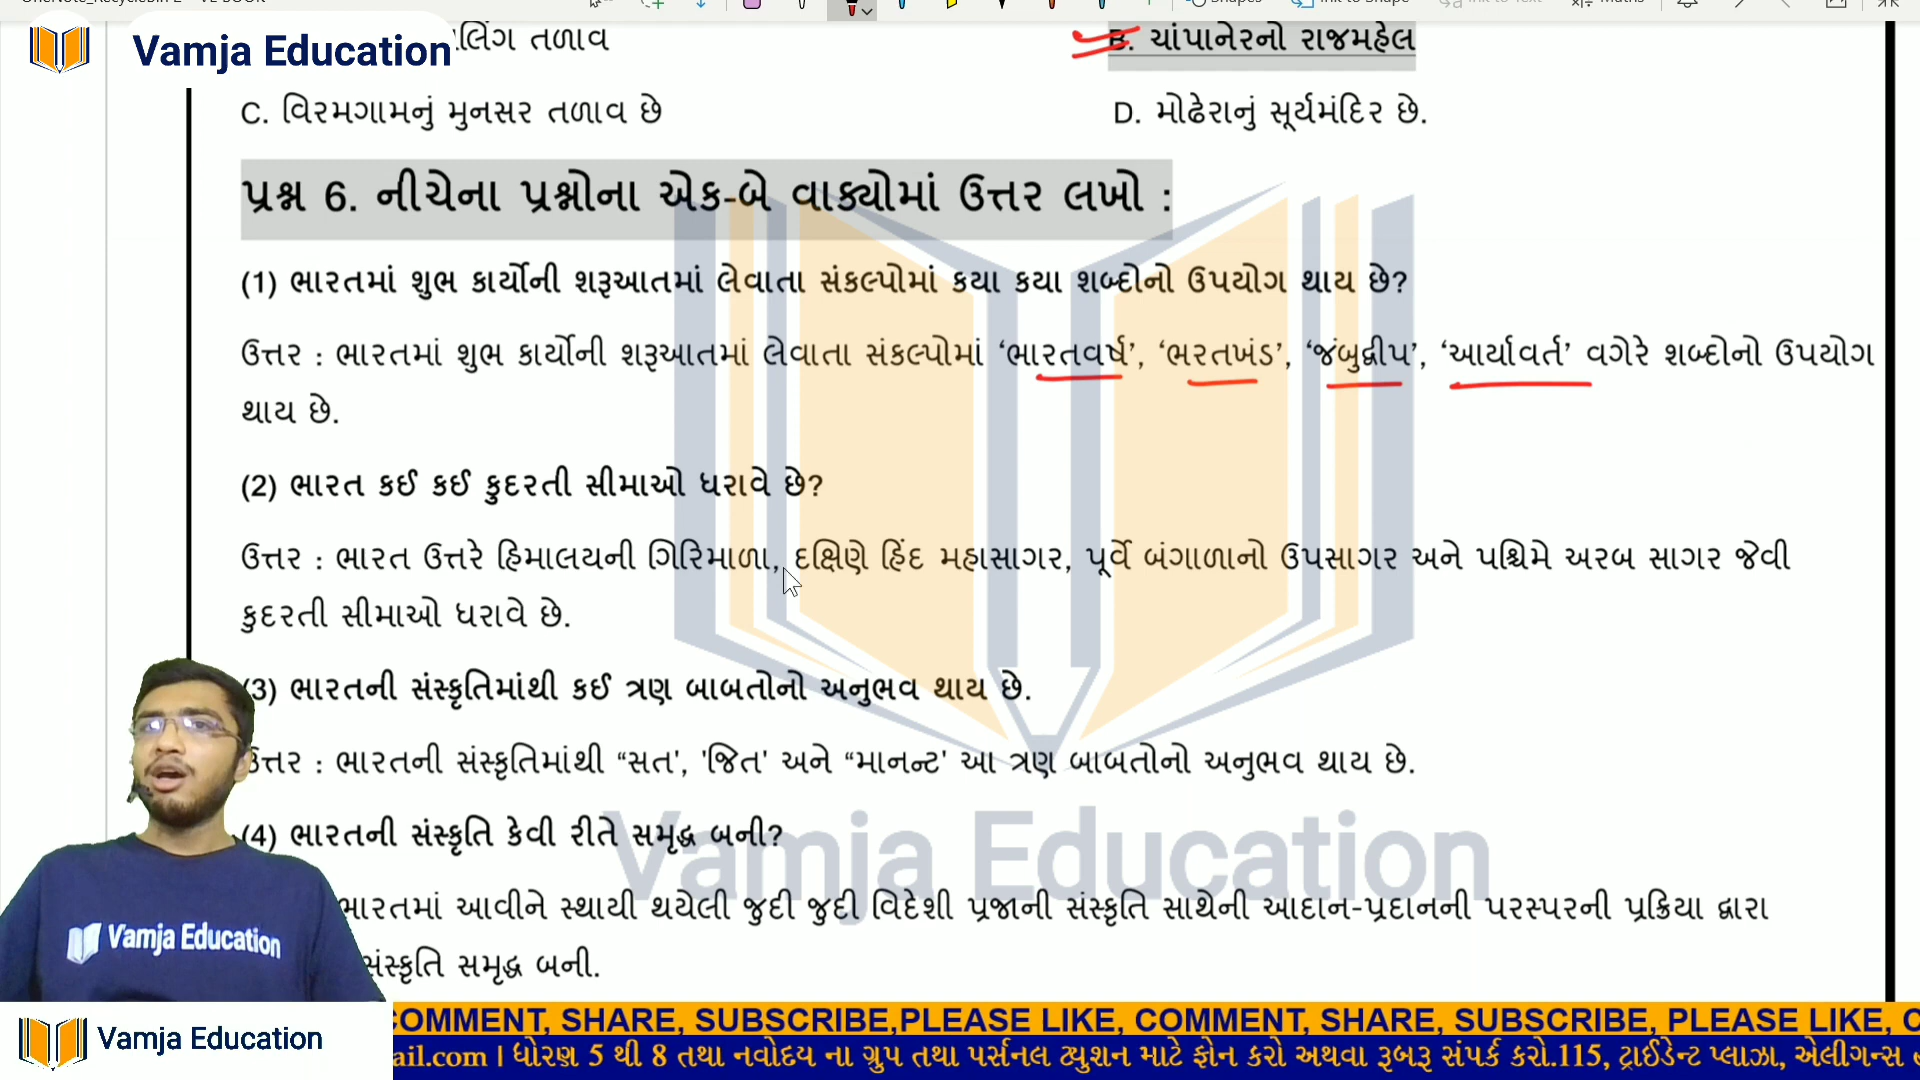 Vamja Education
લિંગ તળાવ
B. ચાંપાનેરનો રાજમહેલ
C. વિરમગામનું મુનસર તળાવ છે
D. મોઢેરાનું સૂર્યમંદિર છે.
પ્રશ્ન 6. નીચેના પ્રશ્નોના એક-બે વાક્યોમાં ઉત્તર લખો :
(1) ભારતમાં શુભ કાર્યોની શરૂઆતમાં લેવાતા સંકલ્પોમાં કયા કયા શબ્દોનો ઉપયોગ થાય છે?
ઉત્તર : ભારતમાં શુભ કાર્યોની શરૂઆતમાં લેવાતા સંકલ્પોમાં ‘ભારતવર્ષ’, ‘ભરતખંડ’, ‘જંબુદ્વીપ’, ‘આર્યાવર્ત’ વગેરે શબ્દોનો ઉપયોગ
થાય છે.
(2) ભારત કઈ કઈ કુદરતી સીમાઓ ધરાવે છે?
ઉત્તર : ભારત ઉત્તરે હિમાલયની ગિરિમાળા, દક્ષિણે હિંદ મહાસાગર, પૂર્વે બંગાળાનો ઉપસાગર અને પશ્ચિમે અરબ સાગર જેવી
કુદરતી સીમાઓ ધરાવે છે.
(3) ભારતની સંસ્કૃતિમાંથી કઈ ત્રણ બાબતોનો અનુભવ થાય છે.
ઉત્તર : ભારતની સંસ્કૃતિમાંથી “સત', 'જિત' અને “માનન્ટ' આ ત્રણ બાબતોનો અનુભવ થાય છે.
(4) ભારતની સંસ્કૃતિ કેવી રીતે સમૃદ્ધ બની?
ભારતમાં આવીને સ્થાયી થયેલી જુદી જુદી વિદેશી પ્રજાની સંસ્કૃતિ સાથેની આદાન-પ્રદાનની પરસ્પરની પ્રક્રિયા દ્વારા
સંસ્કૃતિ સમૃદ્ધ બની.
Vamja Education
Vamja Education
Vamja Education
COMMENT, SHARE, SUBSCRIBE,PLEASE LIKE, COMMENT, SHARE, SUBSCRIBE, PLEASE LIKE, C
ail.com | ધોરણ 5 થી 8 તથા નવોદય ના ગ્રુપ તથા પર્સનલ ટ્યુશન માટે ફોન કરો અથવા રૂબરૂ સંપર્ક કરો.115, ટ્રાઈડેન્ટ પ્લાઝા, એલીગન્સ